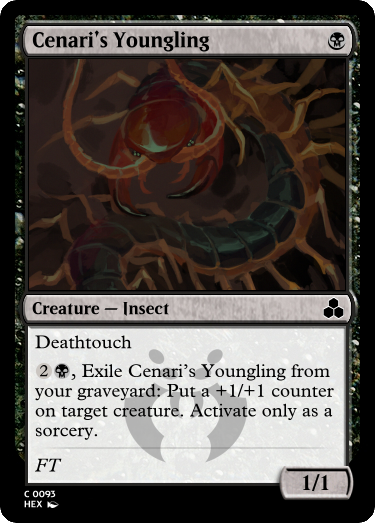 Cenari's Youngling
Creature — Insect
Deathtouch
2, Exile Cenari's Youngling from
your graveyard: Put a +1/+1 counter
on target creature. Activate only as a
sorcery.
FT
1/1
C 0093
HEX